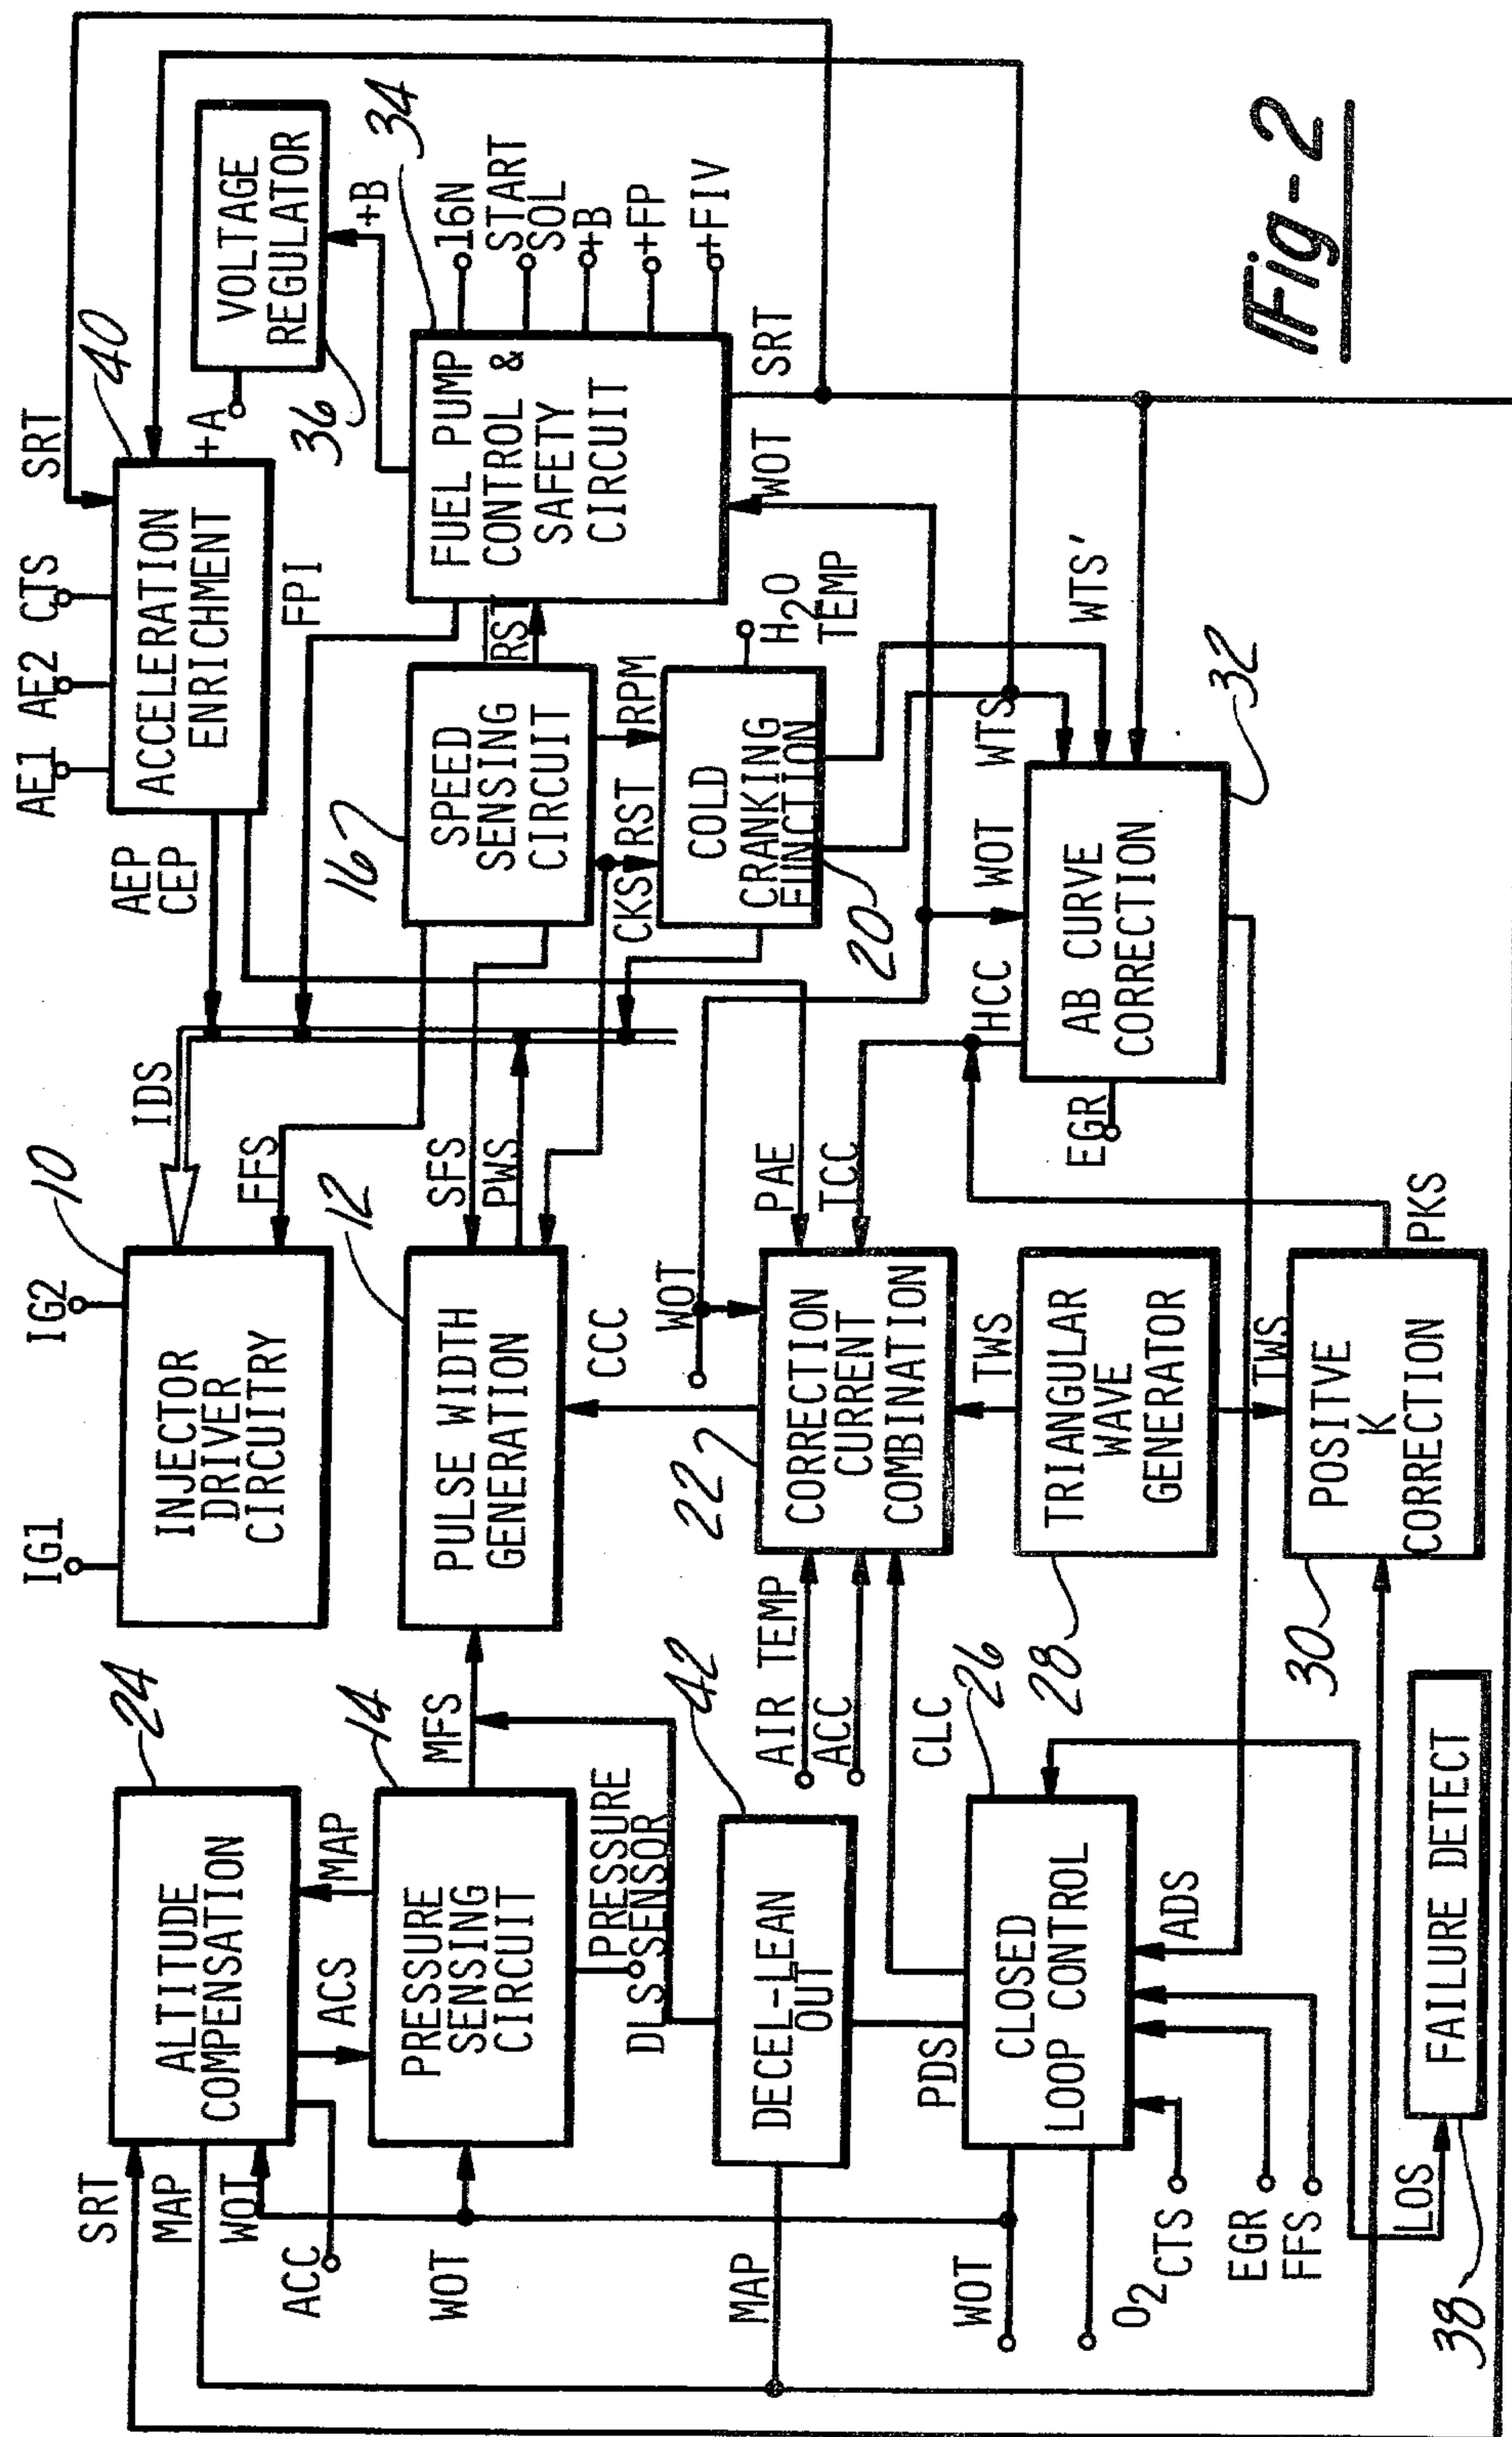 SRT
MAP
WOT
ACC
24
ALTITUDE
COMPENSATION
ACS
MAP
WOT
14
PRESSURE
SENSING
CIRCUIT
MFS
PRESSURE
SENSOR
DLS
MAP
42
DECEL-LEAN
OUT
PDS
AIR TEMP
ACC
CLC
26
WOT
O2
CLOSED
LOOP CONTROL
CTS
EGR
FFS
ADS
LOS
38
FAILURE DETECT
IG1
IG2
10
INJECTOR
DRIVER
CIRCUITRY
IDS
FFS
12
PULSE WIDTH
GENERATION
SFS
PWS
CCC
WOT
22
CORRECTION
CURRENT
COMBINATION
PAE
TCC
TWS
28
TRIANGULAR
WAVE
GENERATOR
TWS
30
POSITVE
K
CORRECTION
PKS
AE1
AE2
CTS
SRT
40
ACCELERATION
ENRICHMENT
AEP
CEP
FPI
+A
36
VOLTAGE
REGULATOR
+B
34
16
SPEED
SENSING
CIRCUIT
RST
FUEL PUMP
CONTROL &
SAFETY
CIRCUIT
16N
START
SOL
+B
+FP
+FIV
SRT
WOT
CKS
RST
RPM
20
COLD
CRANKING
FUNCTION
H2O
TEMP
HCC
WOT
WTS
WTS'
EGR
AB CURVE
CORRECTION
32
Fig-2